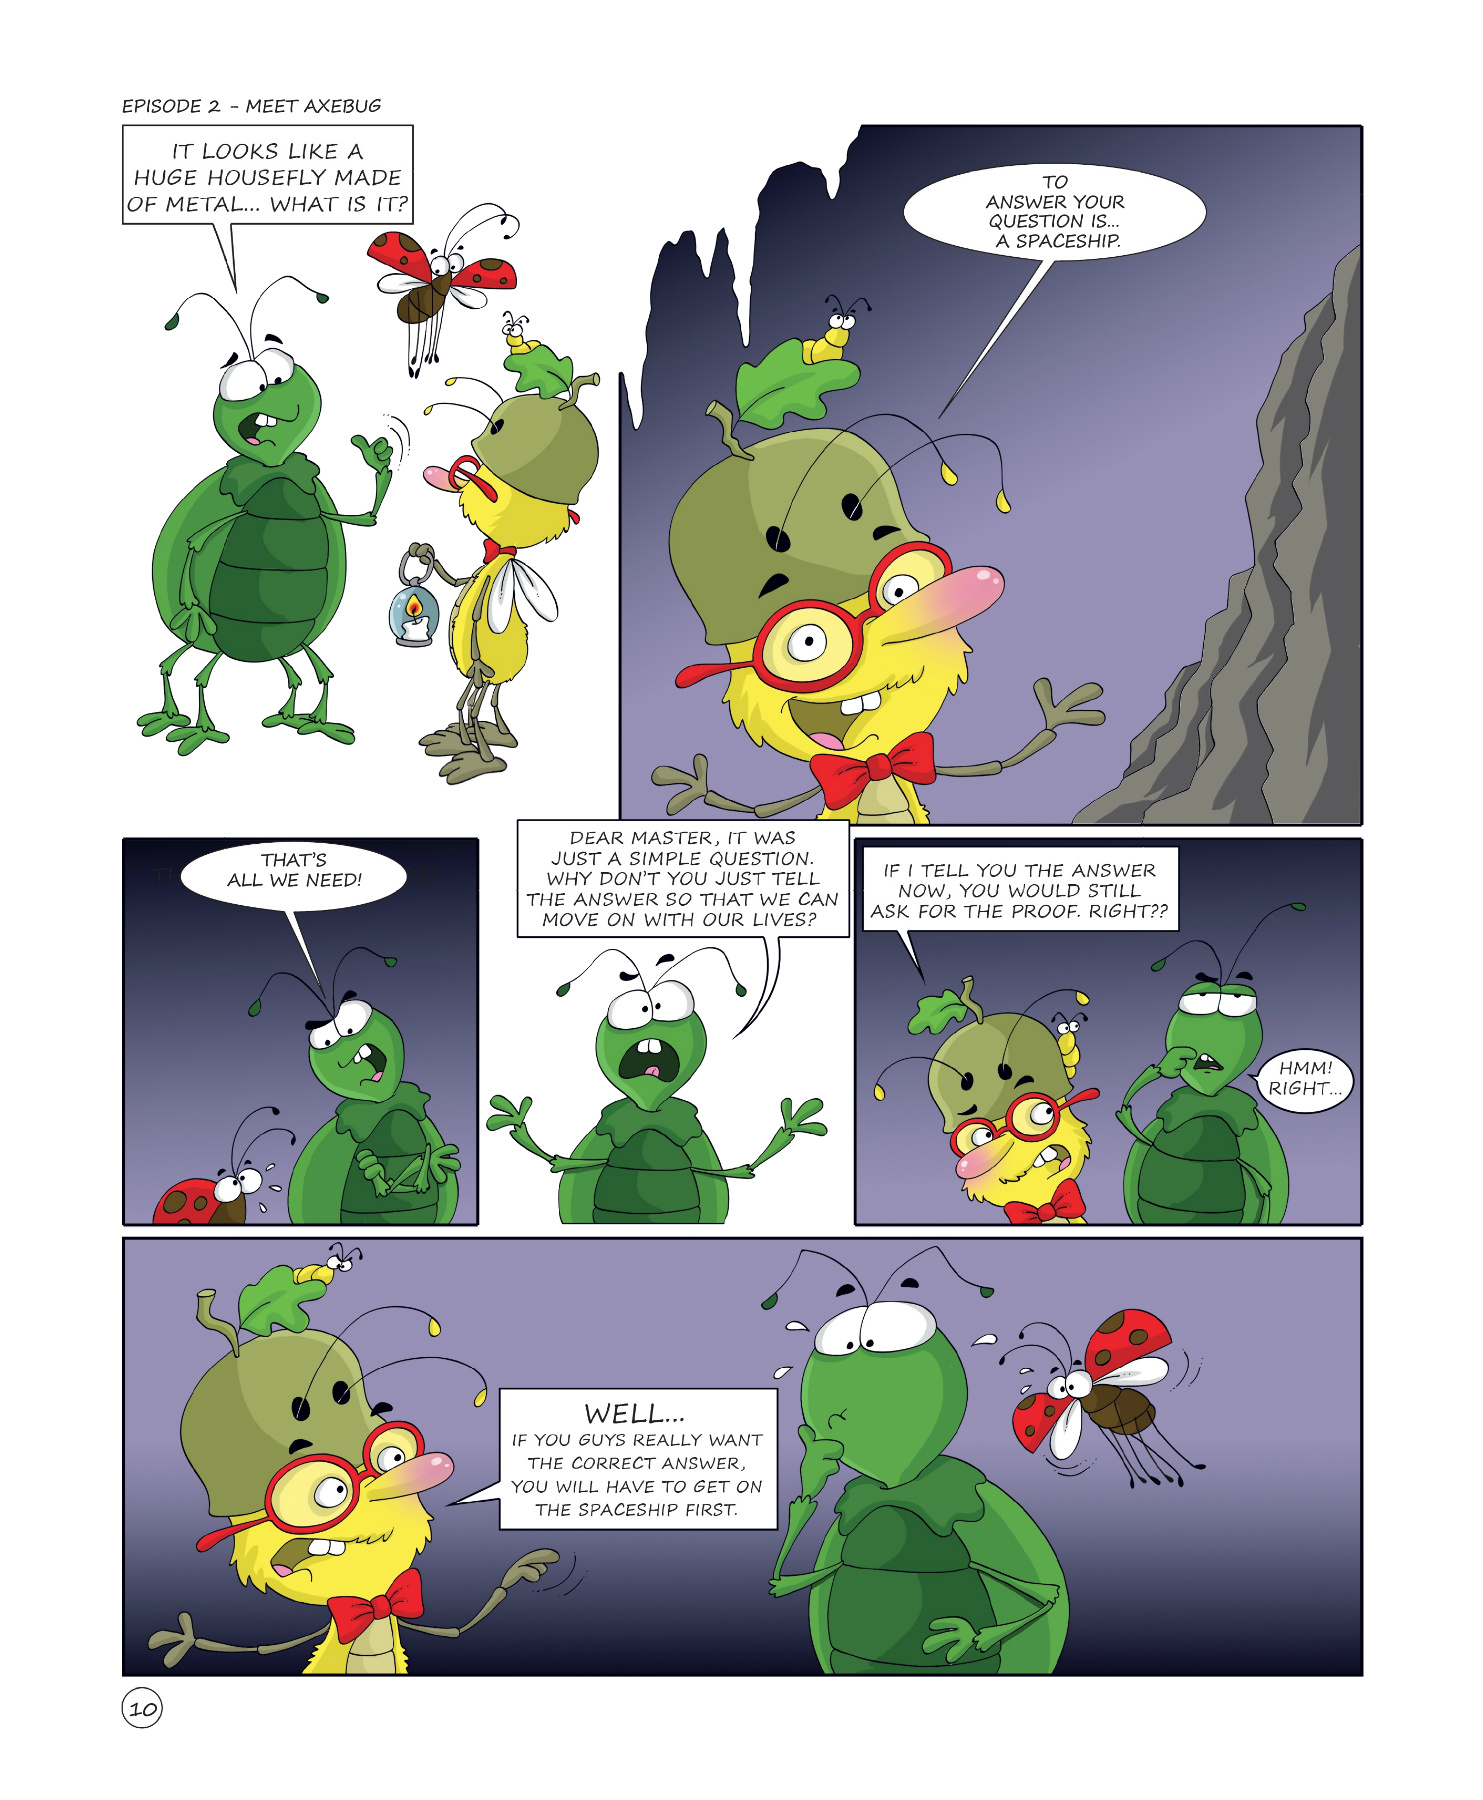 EPISODE 2 - MEET AXEBUG
IT LOOKS LIKE A
HUGE HOUSEFLY MADE
OF METAL... WHAT IS IT?
TO
ANSWER YOUR
QUESTION IS...
A SPACESHIP.
THAT'S
ALL WE NEED!
DEAR MASTER, IT WAS
JUST A SIMPLE QUESTION.
WHY DON'T YOU JUST TELL
THE ANSWER SO THAT WE CAN
MOVE ON WITH OUR LIVES?
IF I TELL YOU THE ANSWER
NOW, YOU WOULD STILL
ASK FOR THE PROOF. RIGHT??
HMM!
RIGHT...
WELL...
IF YOU GUYS REALLY WANT
THE CORRECT ANSWER,
YOU WILL HAVE TO GET ON
THE SPACESHIP FIRST.
10